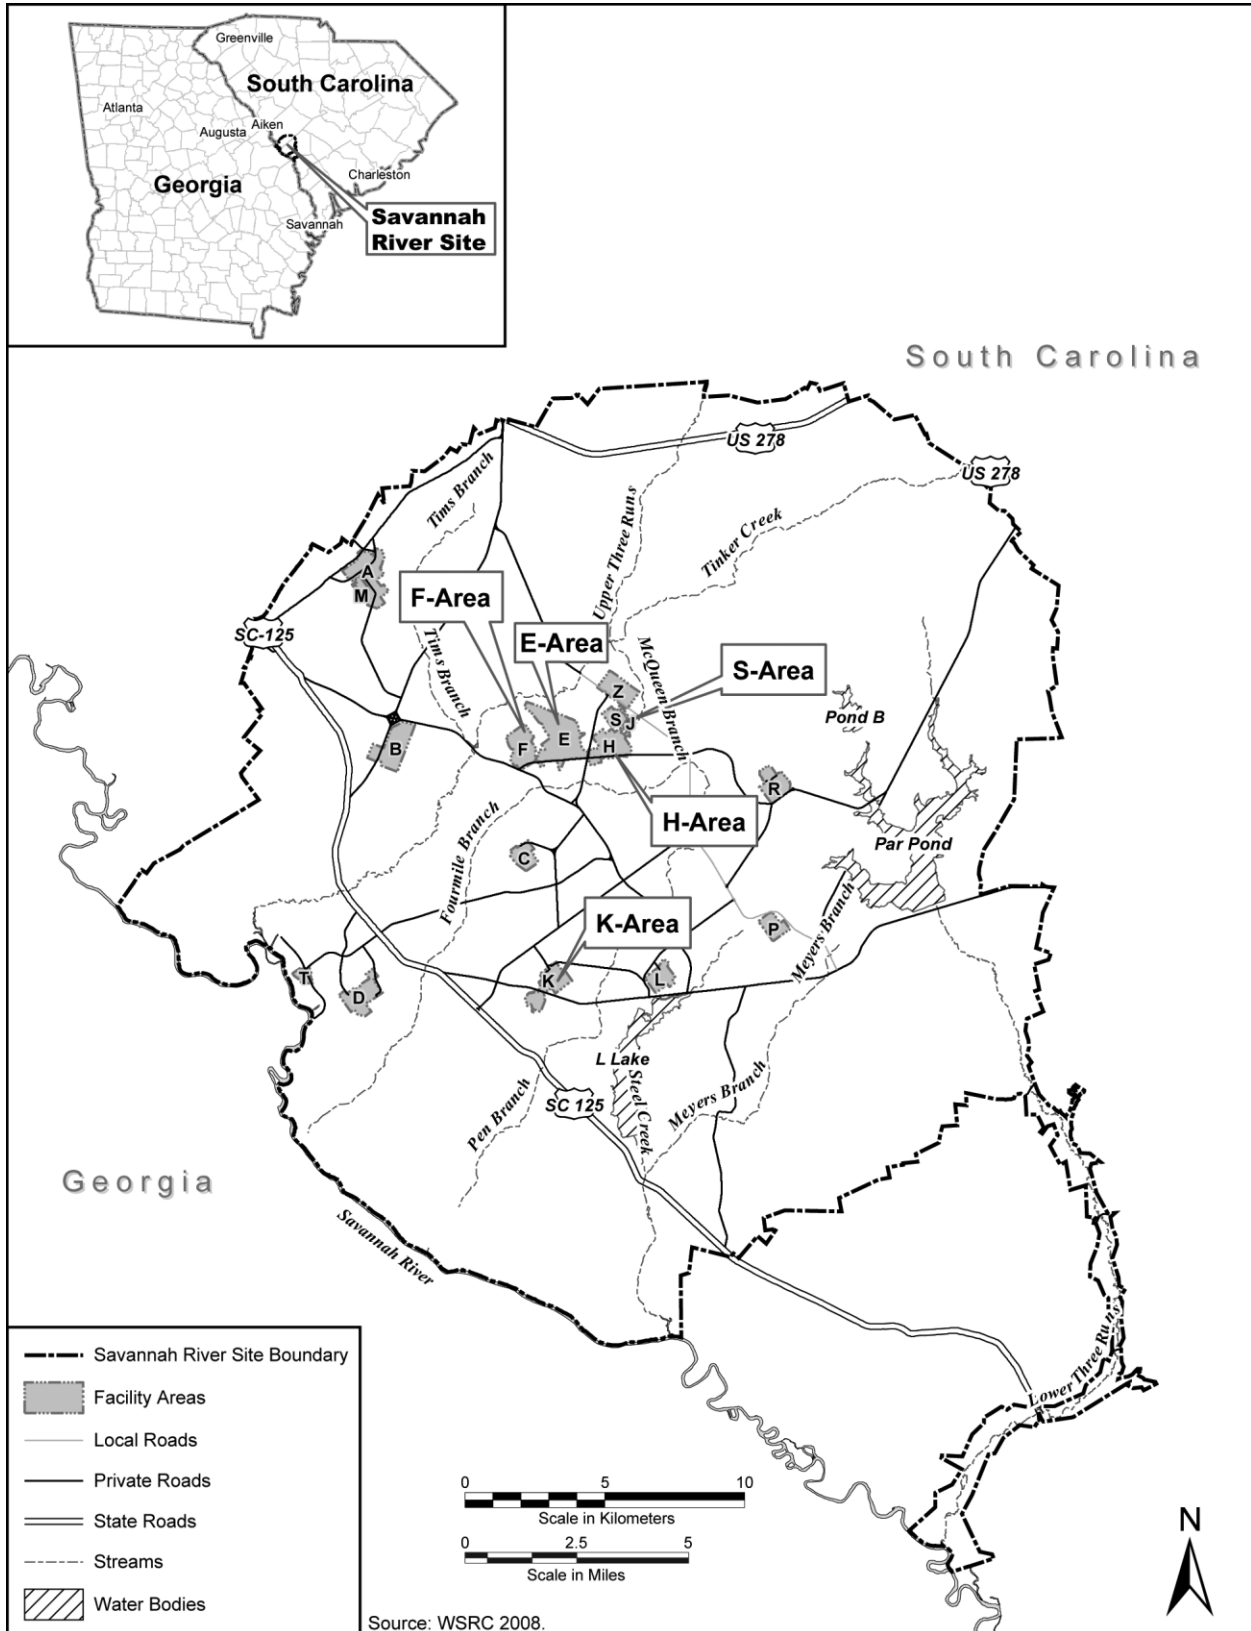 Greenville
South Carolina
Atlanta
Aiken
Augusta
Charleston
Georgia
Savannah
Savannah
River Site
South Carolina
US 278
US 278
Tims Branch
Upper Three Runs
Tinker Creek
A
M
F-Area
SC-125
E-Area
Tims Branch
McQueen Branch
S-Area
Z
S
J
Pond B
B
F
E
H
R
H-Area
Fourmile Branch
Par Pond
C
K-Area
P
Meyers Branch
T
D
K
L
L Lake
Steel Creek
Meyers Branch
Pen Branch
SC 125
Georgia
Savannah River
Lower Three Runs
Savannah River Site Boundary
Facility Areas
Local Roads
Private Roads
State Roads
Streams
Water Bodies
0 5 10
Scale in Kilometers
0 2.5 5
Scale in Miles
N
Source: WSRC 2008.